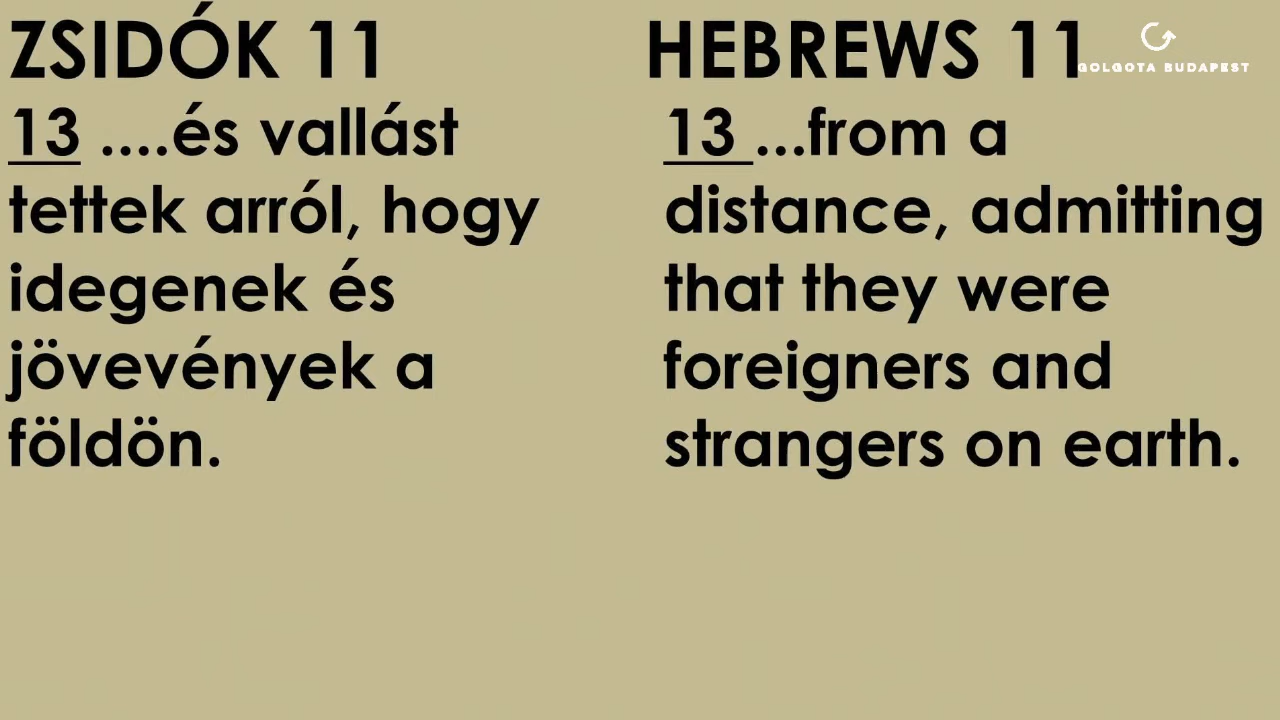 ZSIDÓK 11
13 ....és vallást
tettek arról, hogy
idegenek és
jövevények a
földön.
HEBREWS 11
13 ...from a
distance, admitting
that they were
foreigners and
strangers on earth.
GOLGOTA BUDAPEST